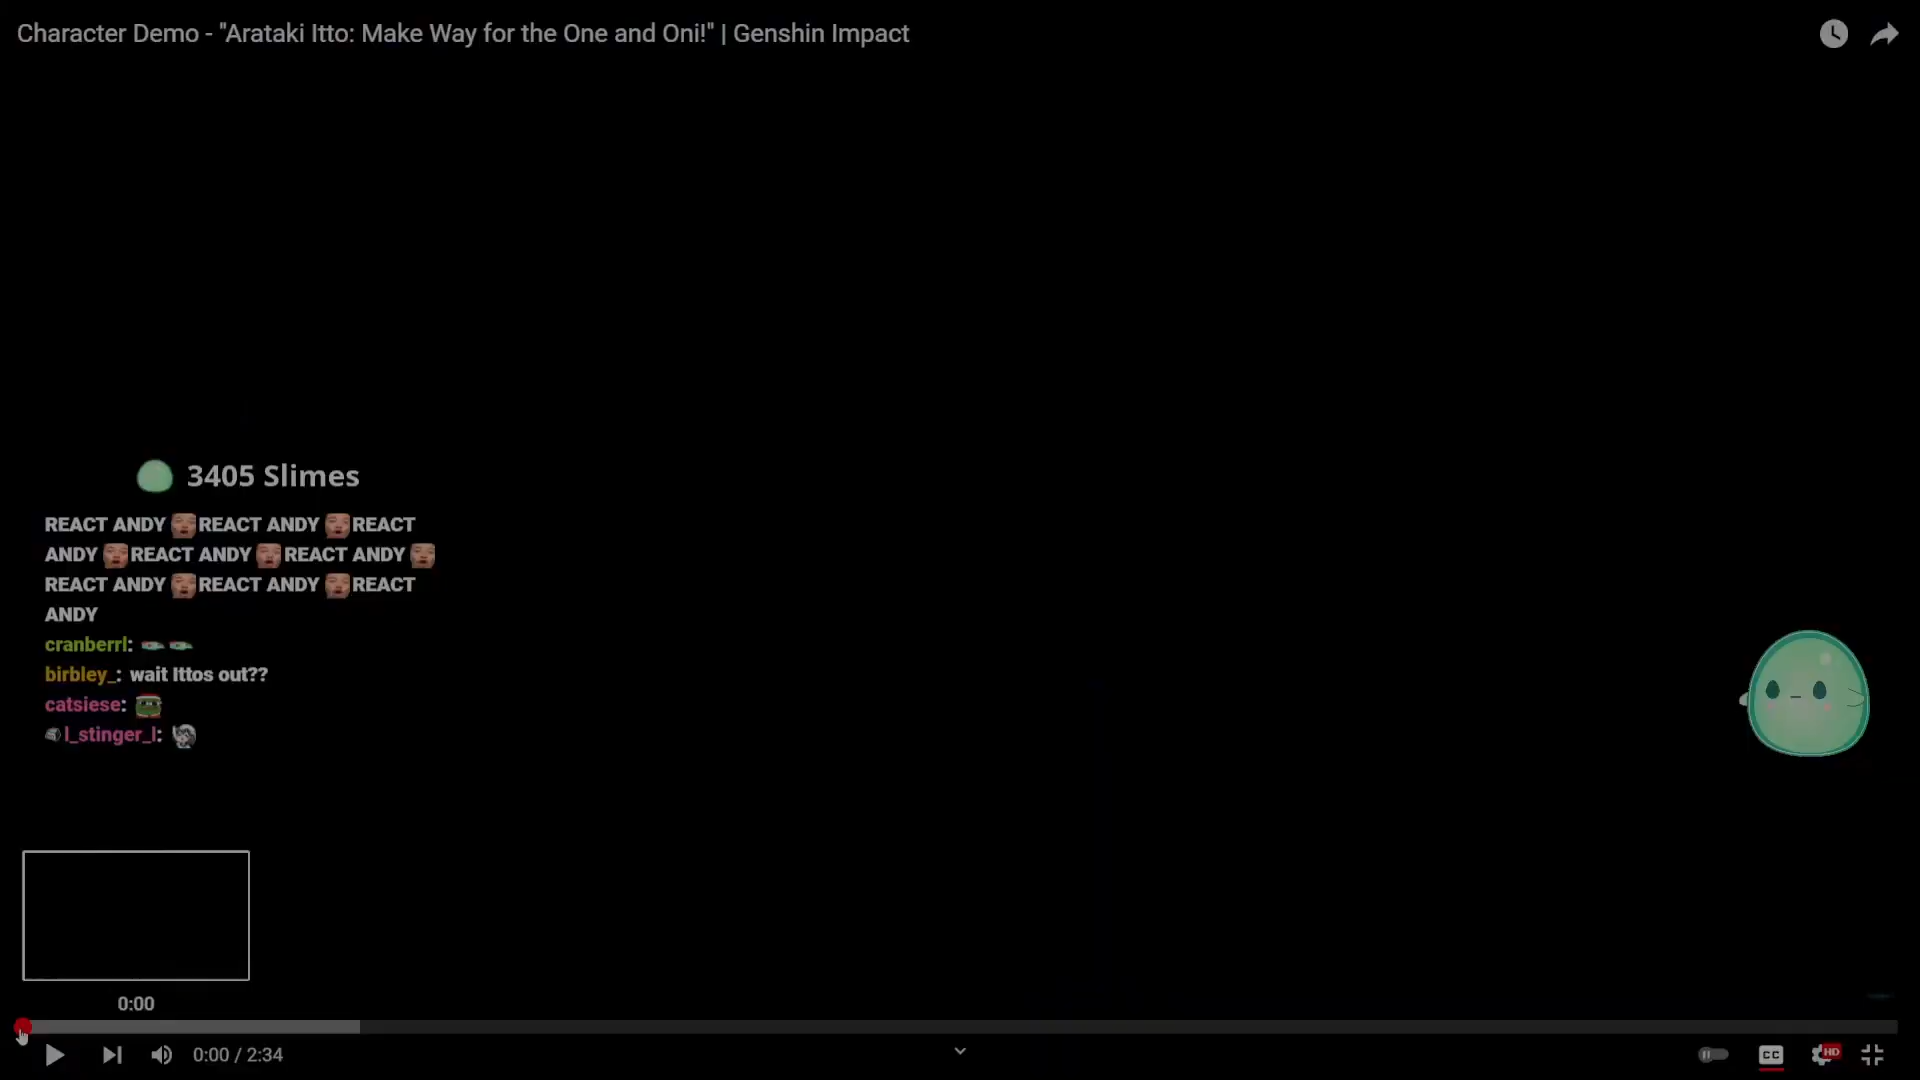 Character Demo - "Arataki Itto: Make Way for the One and Oni!" | Genshin Impact
3405 Slimes
REACT ANDY REACT ANDY REACT
ANDY REACT ANDY REACT ANDY
REACT ANDY REACT ANDY REACT
ANDY
cranberrl:
birbley_: wait Ittos out??
catsiese:
l_stinger_l:
0:00
0:00 / 2:34
CC
HD